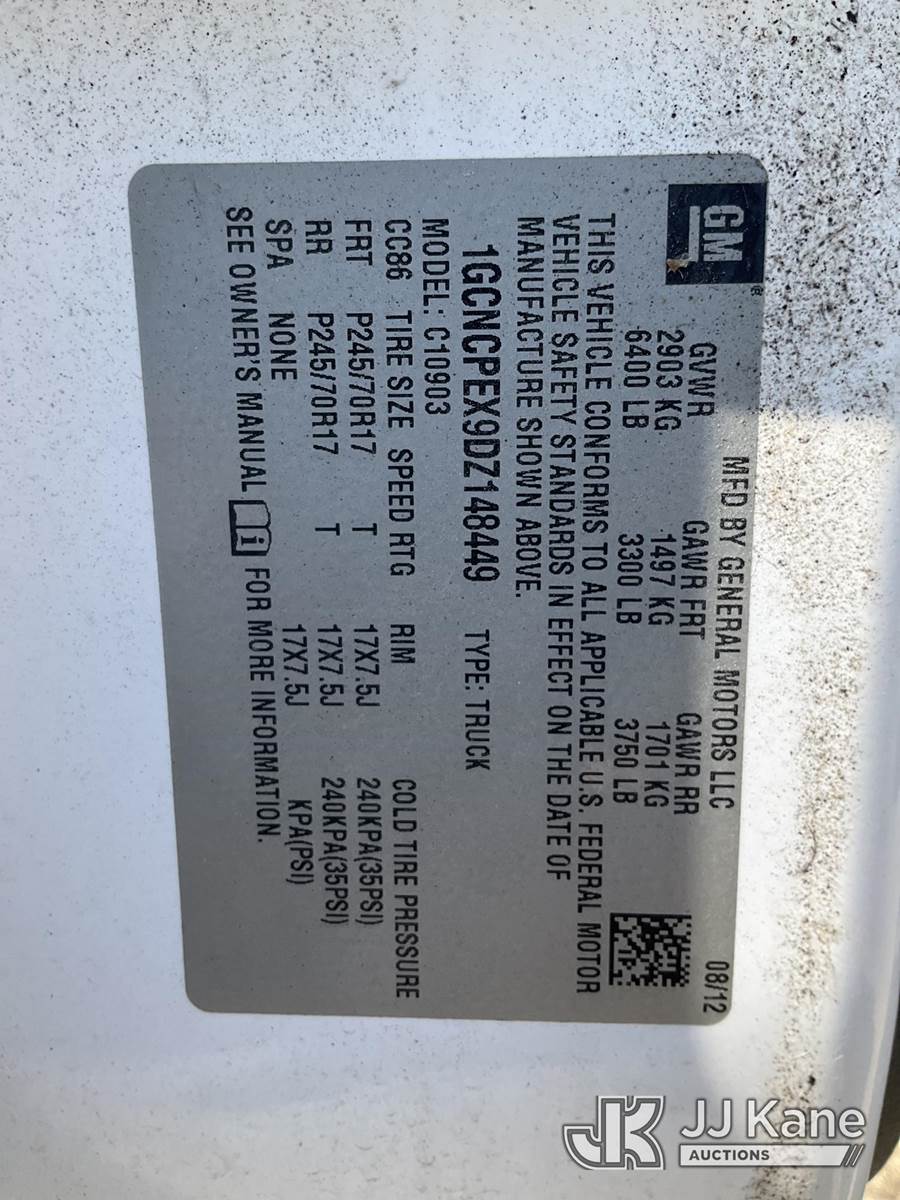 GM
MFD BY GENERAL MOTORS LLC 08/12
GVWR GAWR FRT GAWR RR
2903 KG 1497 KG 1701 KG
6400 LB 3300 LB 3750 LB
THIS VEHICLE CONFORMS TO ALL APPLICABLE U.S. FEDERAL MOTOR
VEHICLE SAFETY STANDARDS IN EFFECT ON THE DATE OF
MANUFACTURE SHOWN ABOVE.
1GCNCPEX9DZ148449 TYPE: TRUCK
MODEL: C10903
CC86 TIRE SIZE SPEED RTG RIM COLD TIRE PRESSURE
FRT P245/70R17 T 17X7.5J 240KPA(35PSI)
RR P245/70R17 T 17X7.5J 240KPA(35PSI)
SPA NONE 17X7.5J KPA(PSI)
SEE OWNER'S MANUAL i FOR MORE INFORMATION.
JK JJ Kane
AUCTIONS